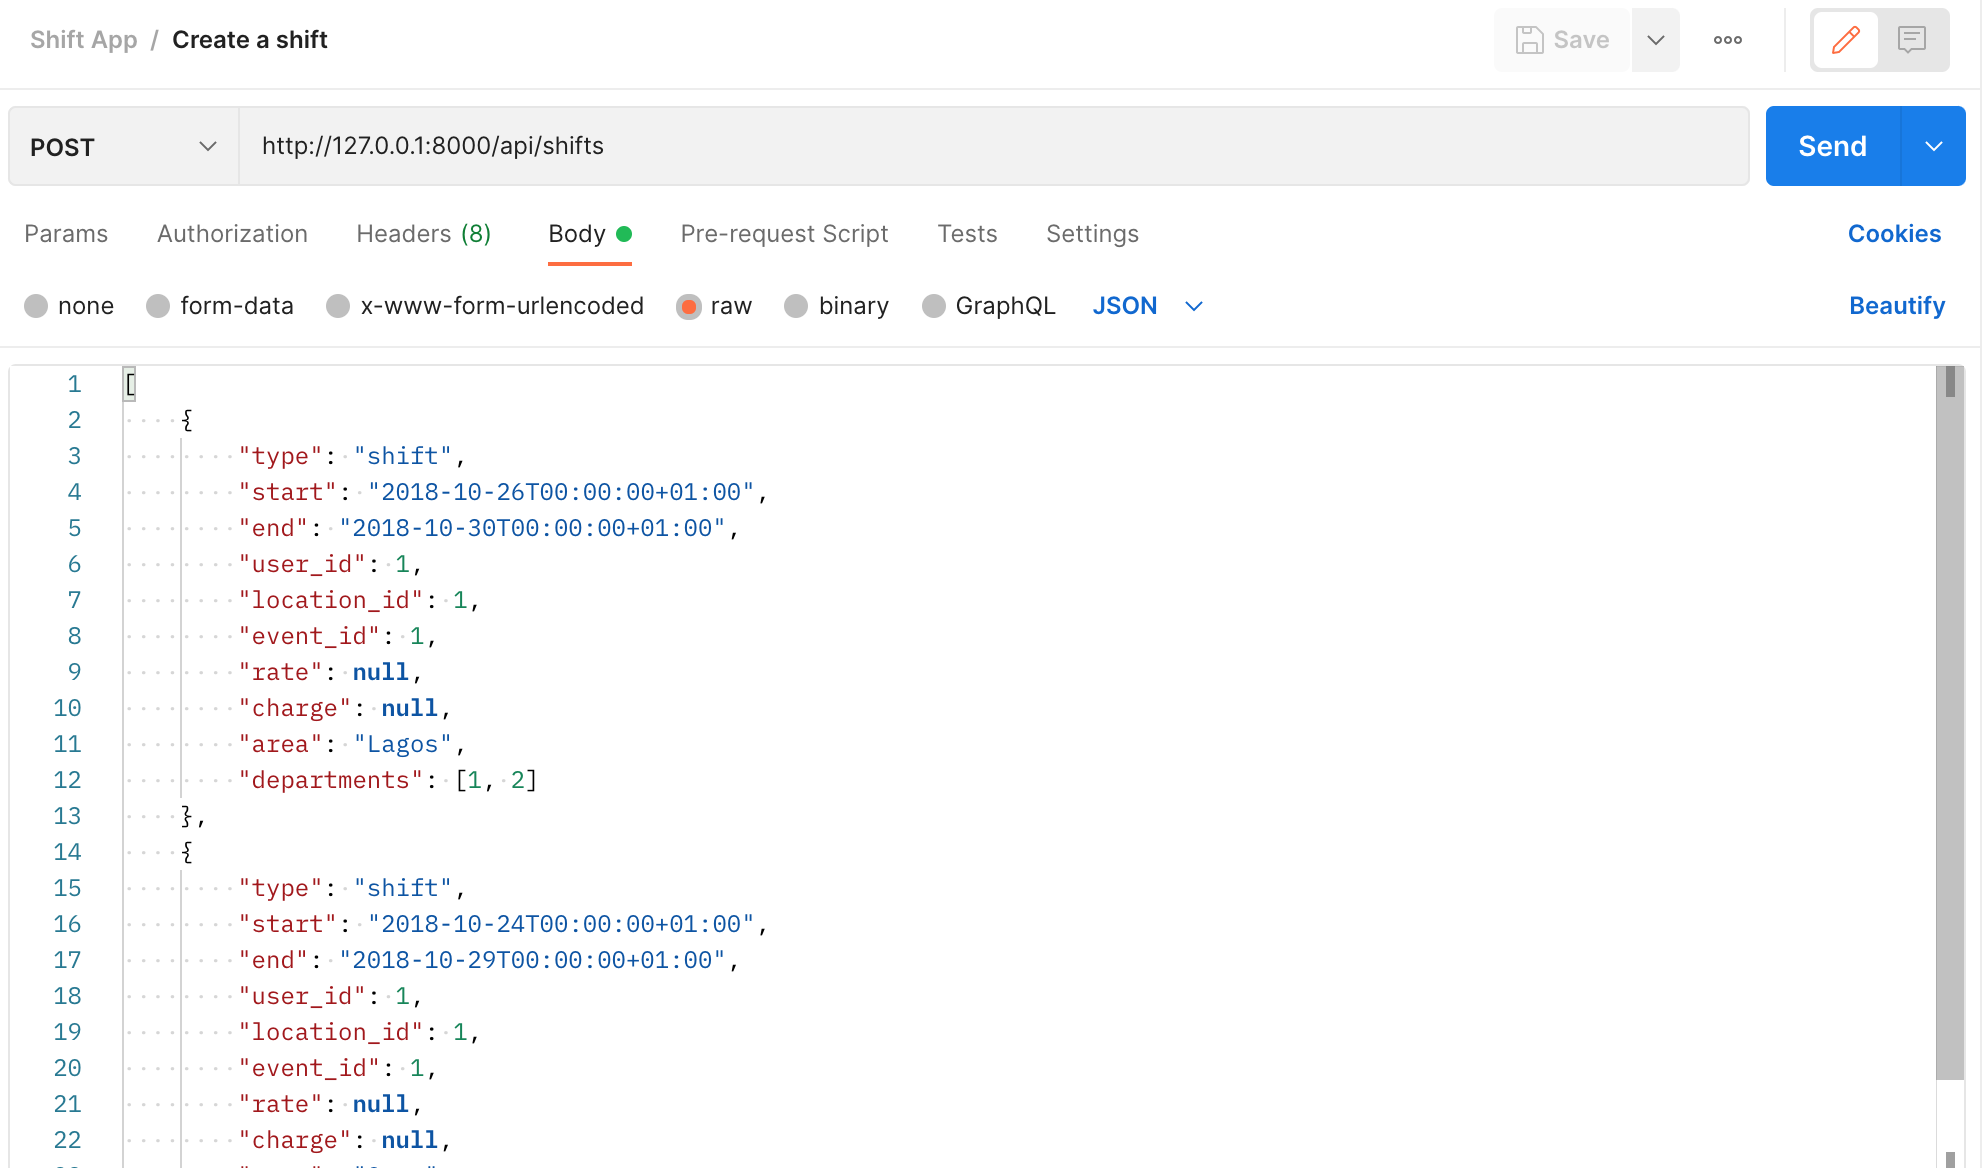 Shift App / Create a shift
Save
POST
http://127.0.0.1:8000/api/shifts
Send
Params Authorization Headers (8) Body Pre-request Script Tests Settings Cookies
none form-data x-www-form-urlencoded raw binary GraphQL JSON Beautify
1 [
2 {
3 "type": "shift",
4 "start": "2018-10-26T00:00:00+01:00",
5 "end": "2018-10-30T00:00:00+01:00",
6 "user_id": 1,
7 "location_id": 1,
8 "event_id": 1,
9 "rate": null,
10 "charge": null,
11 "area": "Lagos",
12 "departments": [1, 2]
13 },
14 {
15 "type": "shift",
16 "start": "2018-10-24T00:00:00+01:00",
17 "end": "2018-10-29T00:00:00+01:00",
18 "user_id": 1,
19 "location_id": 1,
20 "event_id": 1,
21 "rate": null,
22 "charge": null,